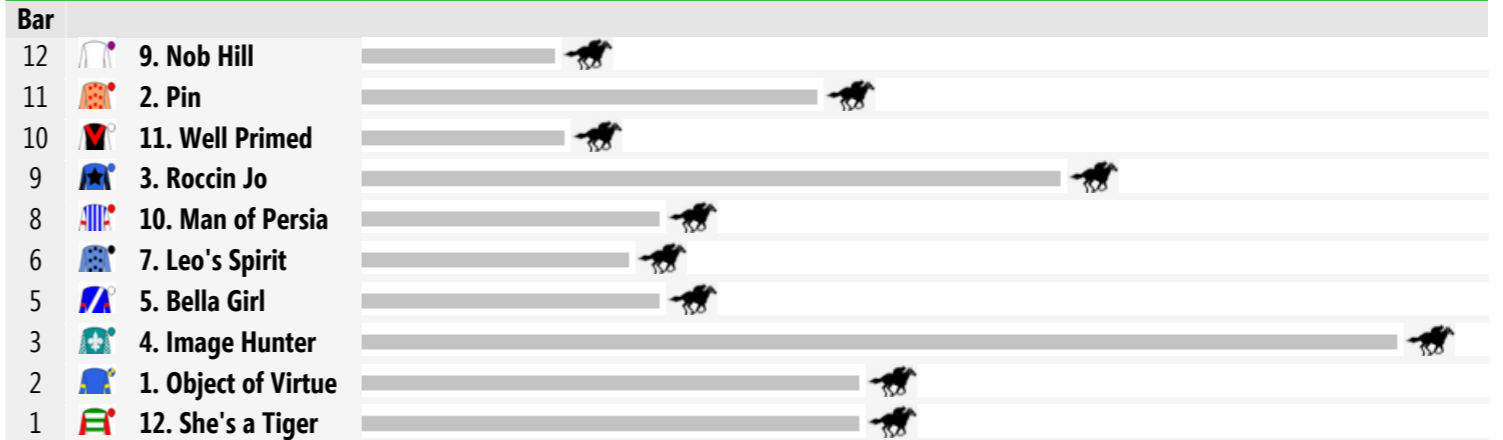 Bar
12 9. Nob Hill
11 2. Pin
10 11. Well Primed
9 3. Roccin Jo
8 10. Man of Persia
6 7. Leo's Spirit
5 5. Bella Girl
3 4. Image Hunter
2 1. Object of Virtue
1 12. She's a Tiger